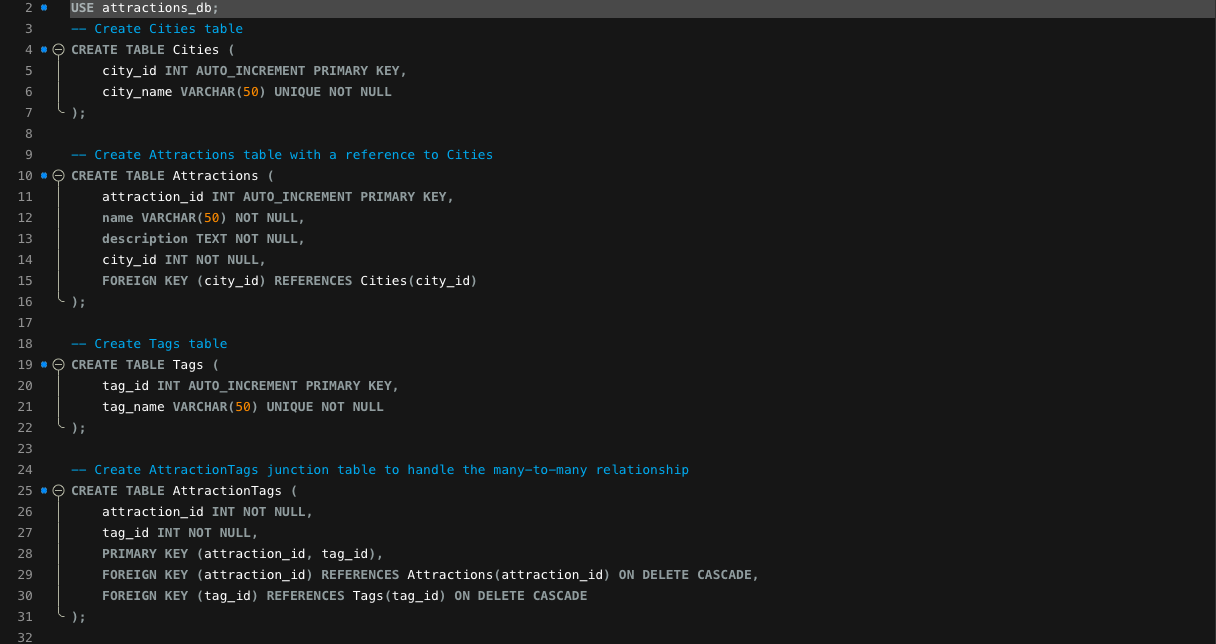 2 USE attractions_db;
3 -- Create Cities table
4 CREATE TABLE Cities (
5 city_id INT AUTO_INCREMENT PRIMARY KEY,
6 city_name VARCHAR(50) UNIQUE NOT NULL
7 );
8
9 -- Create Attractions table with a reference to Cities
10 CREATE TABLE Attractions (
11 attraction_id INT AUTO_INCREMENT PRIMARY KEY,
12 name VARCHAR(50) NOT NULL,
13 description TEXT NOT NULL,
14 city_id INT NOT NULL,
15 FOREIGN KEY (city_id) REFERENCES Cities(city_id)
16 );
17
18 -- Create Tags table
19 CREATE TABLE Tags (
20 tag_id INT AUTO_INCREMENT PRIMARY KEY,
21 tag_name VARCHAR(50) UNIQUE NOT NULL
22 );
23
24 -- Create AttractionTags junction table to handle the many-to-many relationship
25 CREATE TABLE AttractionTags (
26 attraction_id INT NOT NULL,
27 tag_id INT NOT NULL,
28 PRIMARY KEY (attraction_id, tag_id),
29 FOREIGN KEY (attraction_id) REFERENCES Attractions(attraction_id) ON DELETE CASCADE,
30 FOREIGN KEY (tag_id) REFERENCES Tags(tag_id) ON DELETE CASCADE
31 );
32